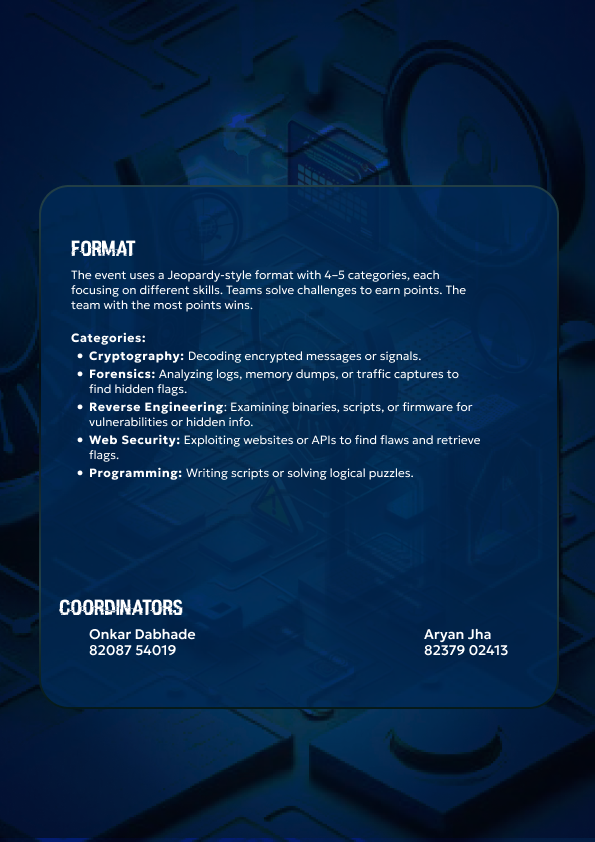 FORMAT
The event uses a Jeopardy-style format with 4–5 categories, each
focusing on different skills. Teams solve challenges to earn points. The
team with the most points wins.
Categories:
• Cryptography: Decoding encrypted messages or signals.
• Forensics: Analyzing logs, memory dumps, or traffic captures to
find hidden flags.
• Reverse Engineering: Examining binaries, scripts, or firmware for
vulnerabilities or hidden info.
• Web Security: Exploiting websites or APIs to find flaws and retrieve
flags.
• Programming: Writing scripts or solving logical puzzles.
COORDINATORS
Onkar Dabhade
82087 54019
Aryan Jha
82379 02413